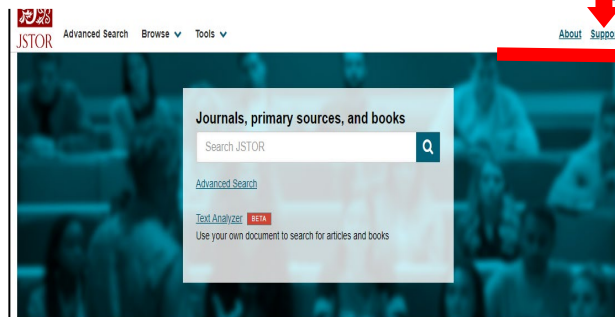 JSTOR
Advanced Search Browse Tools
About Suppor
Journals, primary sources, and books
Search JSTOR
Advanced Search
Text Analyzer BETA
Use your own document to search for articles and books